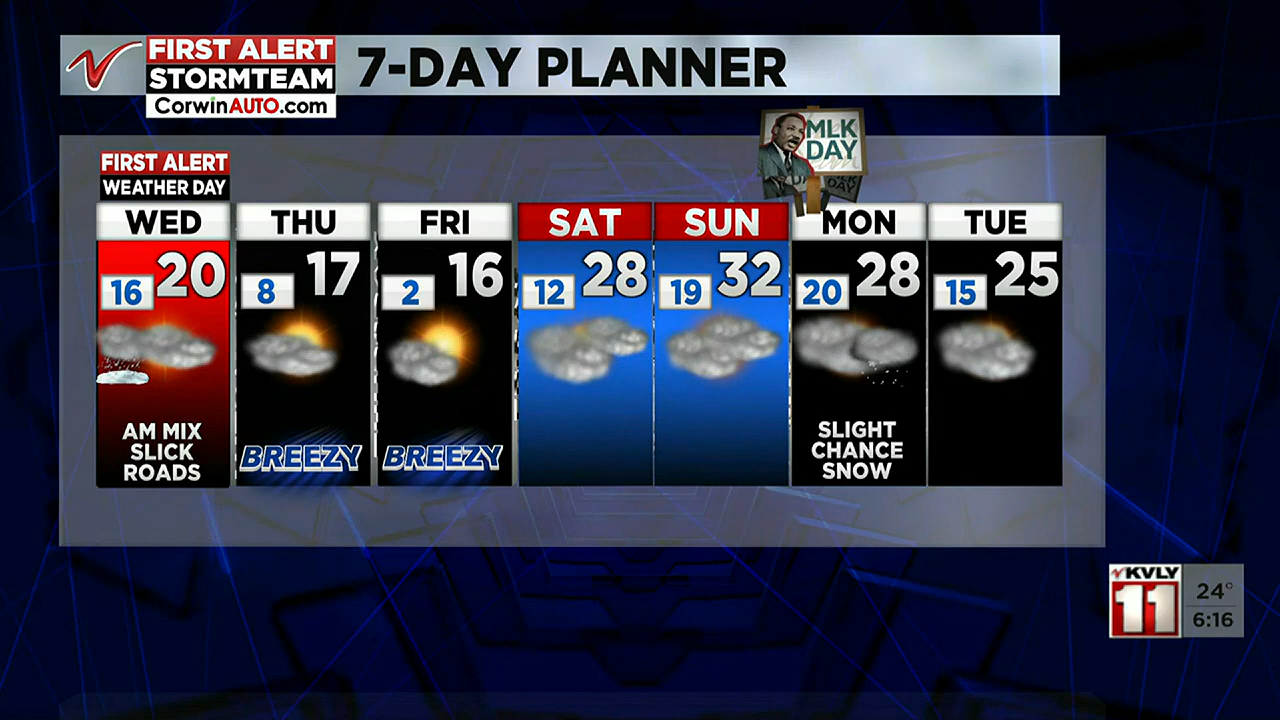 FIRST ALERT
STORMTEAM
CorwinAUTO.com
7-DAY PLANNER
MLK
DAY
DAY
FIRST ALERT
WEATHER DAY
WED
THU
FRI
SAT
SUN
MON
TUE
16 20
8 17
2 16
12 28
19 32
20 28
15 25
AM MIX
SLICK
ROADS
BREEZY
BREEZY
SLIGHT
CHANCE
SNOW
KVLY
11
24°
6:16